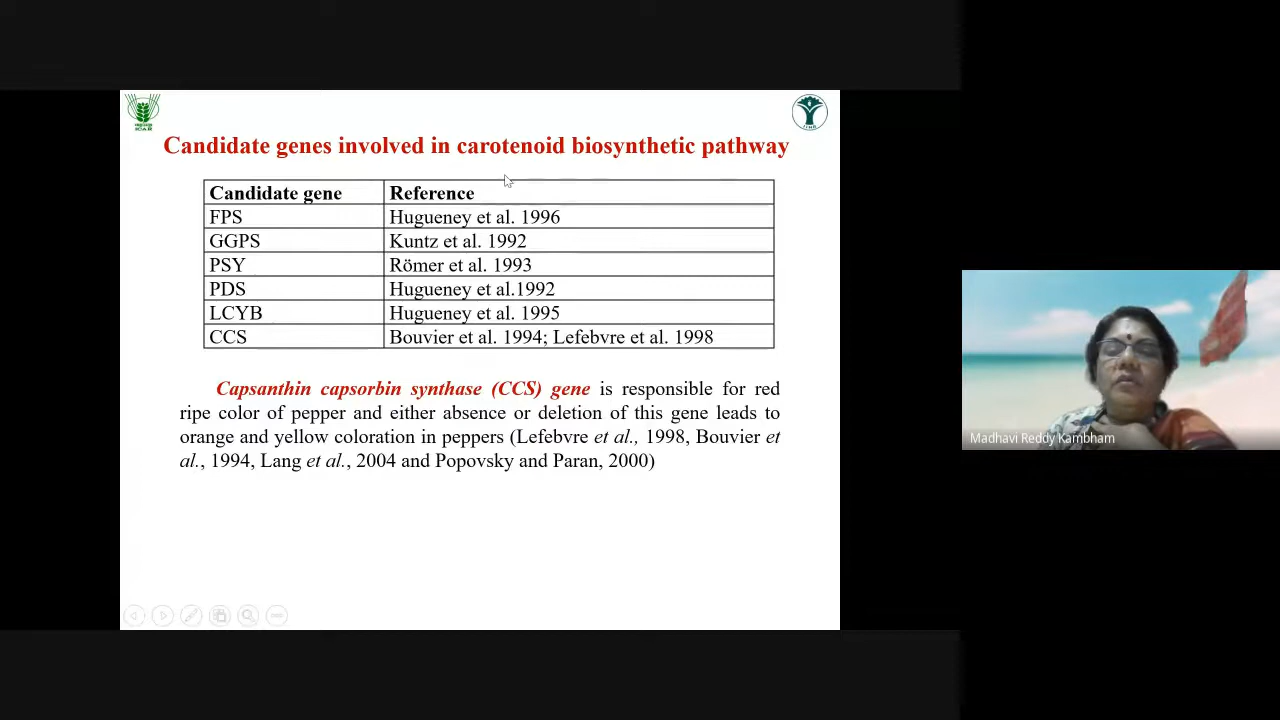 Candidate genes involved in carotenoid biosynthetic pathway
Candidate gene Reference
FPS Hugueney et al. 1996
GGPS Kuntz et al. 1992
PSY Römer et al. 1993
PDS Hugueney et al.1992
LCYB Hugueney et al. 1995
CCS Bouvier et al. 1994; Lefebvre et al. 1998
Capsanthin capsorbin synthase (CCS) gene is responsible for red
ripe color of pepper and either absence or deletion of this gene leads to
orange and yellow coloration in peppers (Lefebvre et al., 1998, Bouvier et
al., 1994, Lang et al., 2004 and Popovsky and Paran, 2000)
Madhavi Reddy Kambham
ICAR